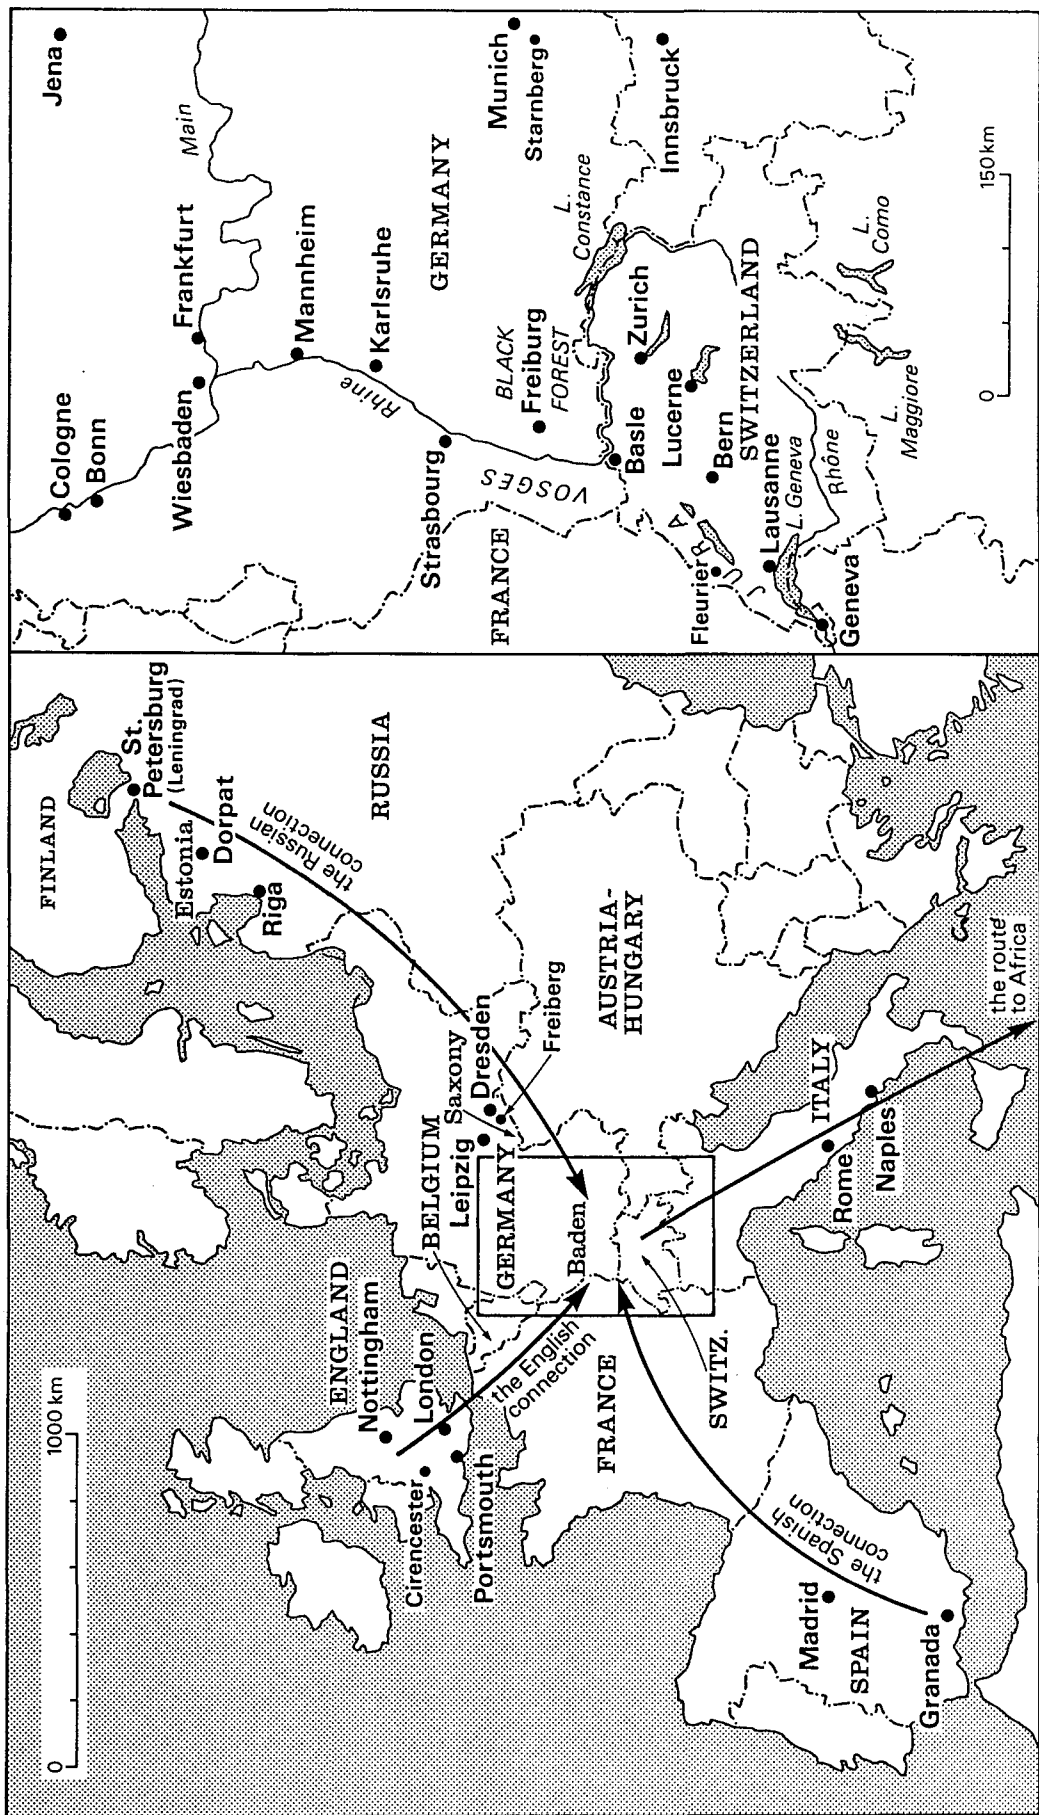 0
1000 km
FINLAND
St.
Petersburg
(Leningrad)
Estonia
Dorpat
Riga
RUSSIA
the Russian
connection
ENGLAND
Nottingham
London
Cirencester
Portsmouth
the English
connection
BELGIUM
Leipzig
Saxony
Dresden
Freiberg
GERMANY
Baden
AUSTRIA-
HUNGARY
FRANCE
SWITZ.
Madrid
SPAIN
Granada
the Spanish
connection
ITALY
Rome
Naples
the route
to Africa
Jena
Cologne
Bonn
Wiesbaden
Frankfurt
Main
Mannheim
Karlsruhe
Rhine
GERMANY
Munich
Starnberg
Strasbourg
BLACK
Freiburg
FOREST
VOSGES
FRANCE
L.
Constance
Innsbruck
Basle
Zurich
Lucerne
Bern
SWITZERLAND
JURA
Fleurier
Lausanne
L. Geneva
Rhône
Geneva
L.
Maggiore
L.
Como
0
150 km